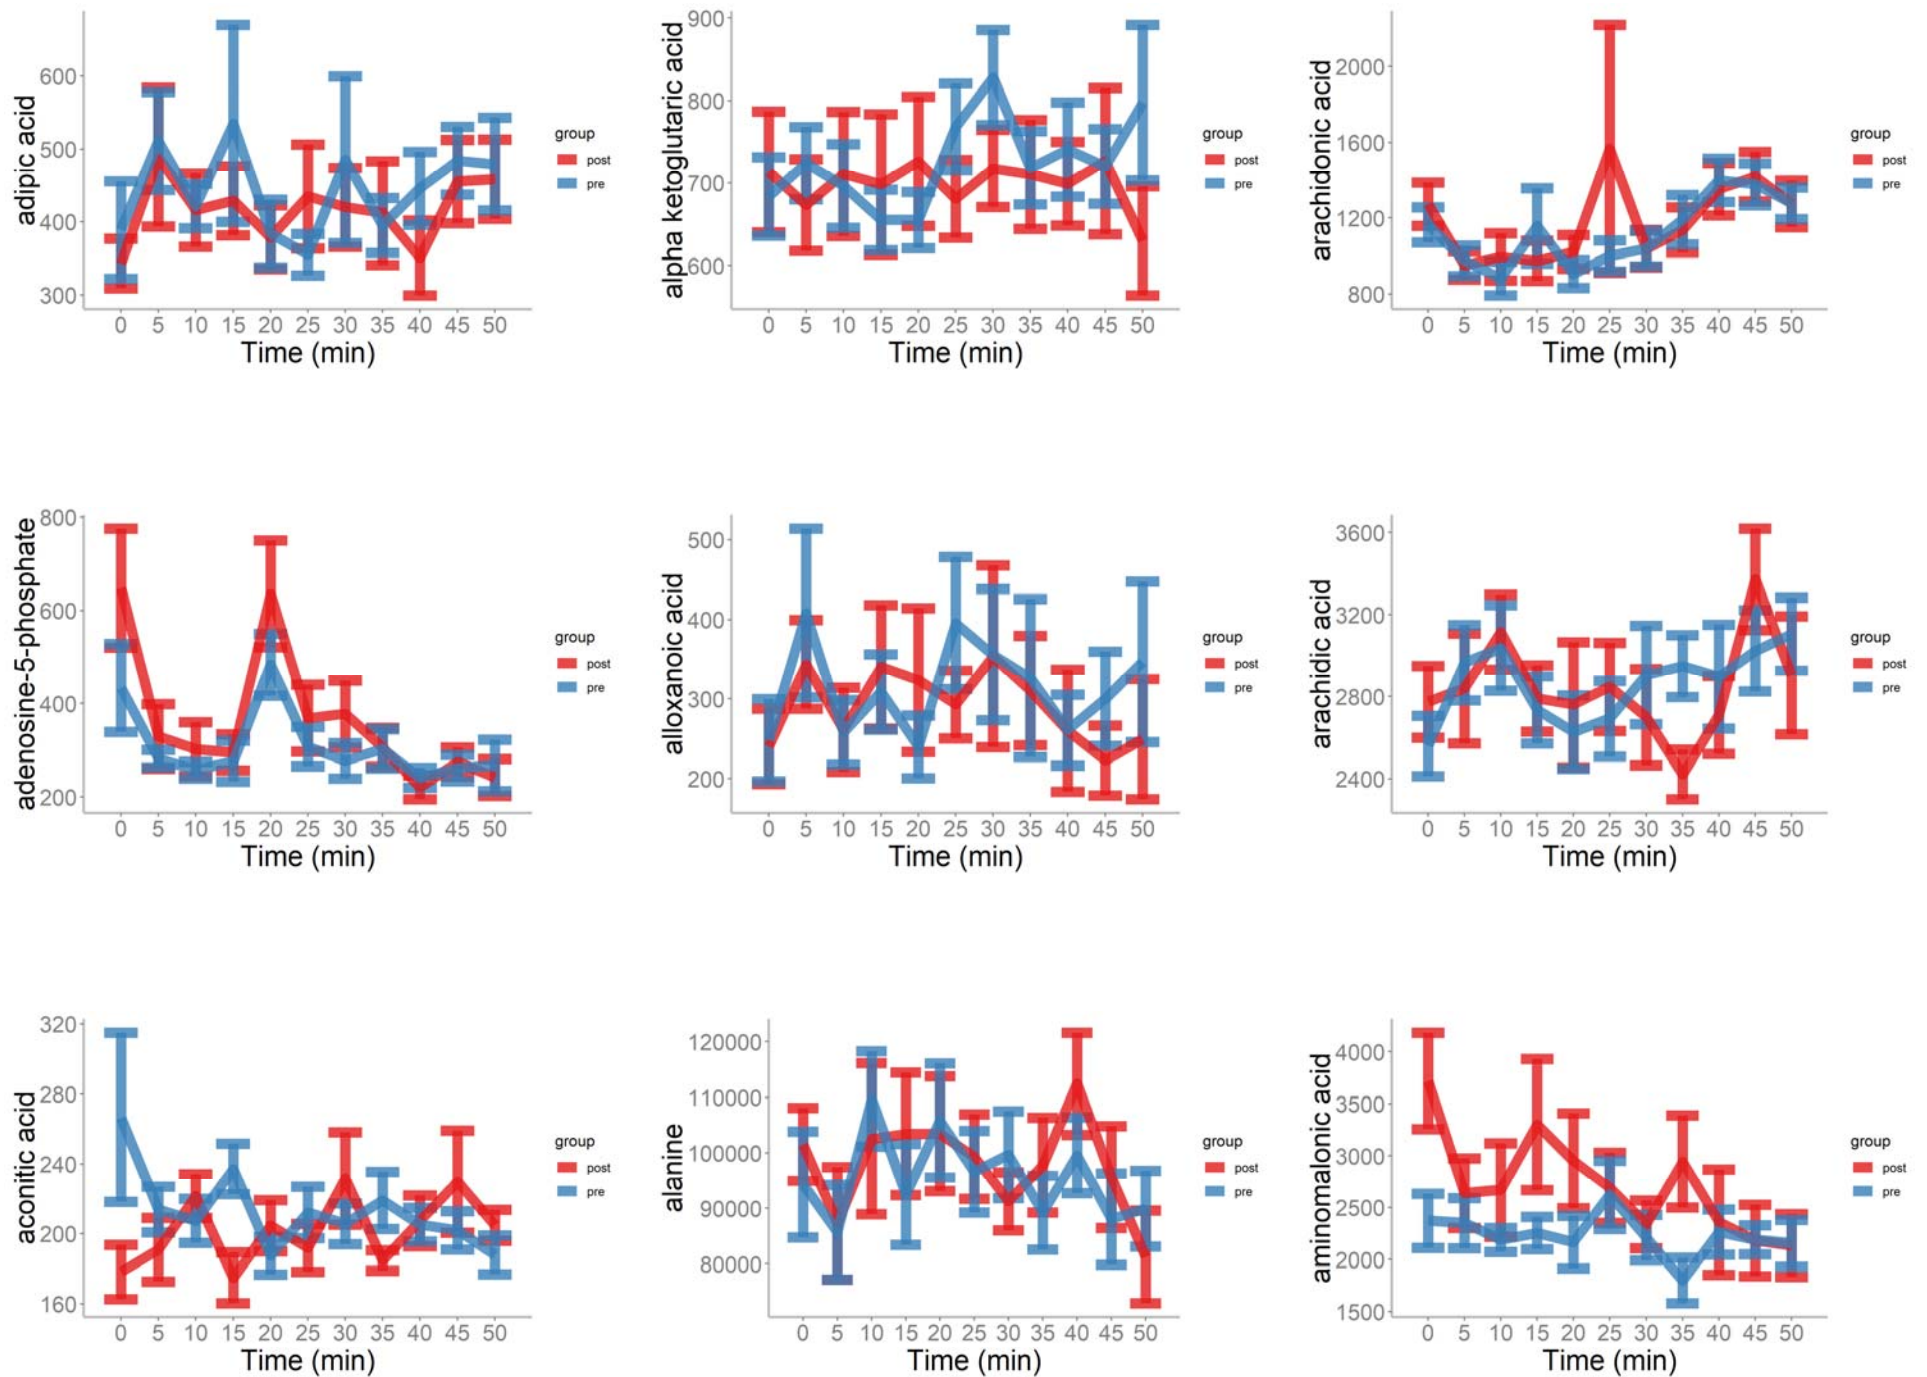 adipic acid
600
500
400
300
0 5 10 15 20 25 30 35 40 45 50
Time (min)
group
post
pre
alpha ketoglutaric acid
900
800
700
600
0 5 10 15 20 25 30 35 40 45 50
Time (min)
group
post
pre
arachidonic acid
2000
1600
1200
800
0 5 10 15 20 25 30 35 40 45 50
Time (min)
group
post
pre
adenosine-5-phosphate
800
600
400
200
0 5 10 15 20 25 30 35 40 45 50
Time (min)
group
post
pre
alloxanoic acid
500
400
300
200
0 5 10 15 20 25 30 35 40 45 50
Time (min)
group
post
pre
arachidic acid
3600
3200
2800
2400
0 5 10 15 20 25 30 35 40 45 50
Time (min)
group
post
pre
aconitic acid
320
280
240
200
160
0 5 10 15 20 25 30 35 40 45 50
Time (min)
group
post
pre
alanine
120000
110000
100000
90000
80000
0 5 10 15 20 25 30 35 40 45 50
Time (min)
group
post
pre
aminomalonic acid
4000
3500
3000
2500
2000
1500
0 5 10 15 20 25 30 35 40 45 50
Time (min)
group
post
pre